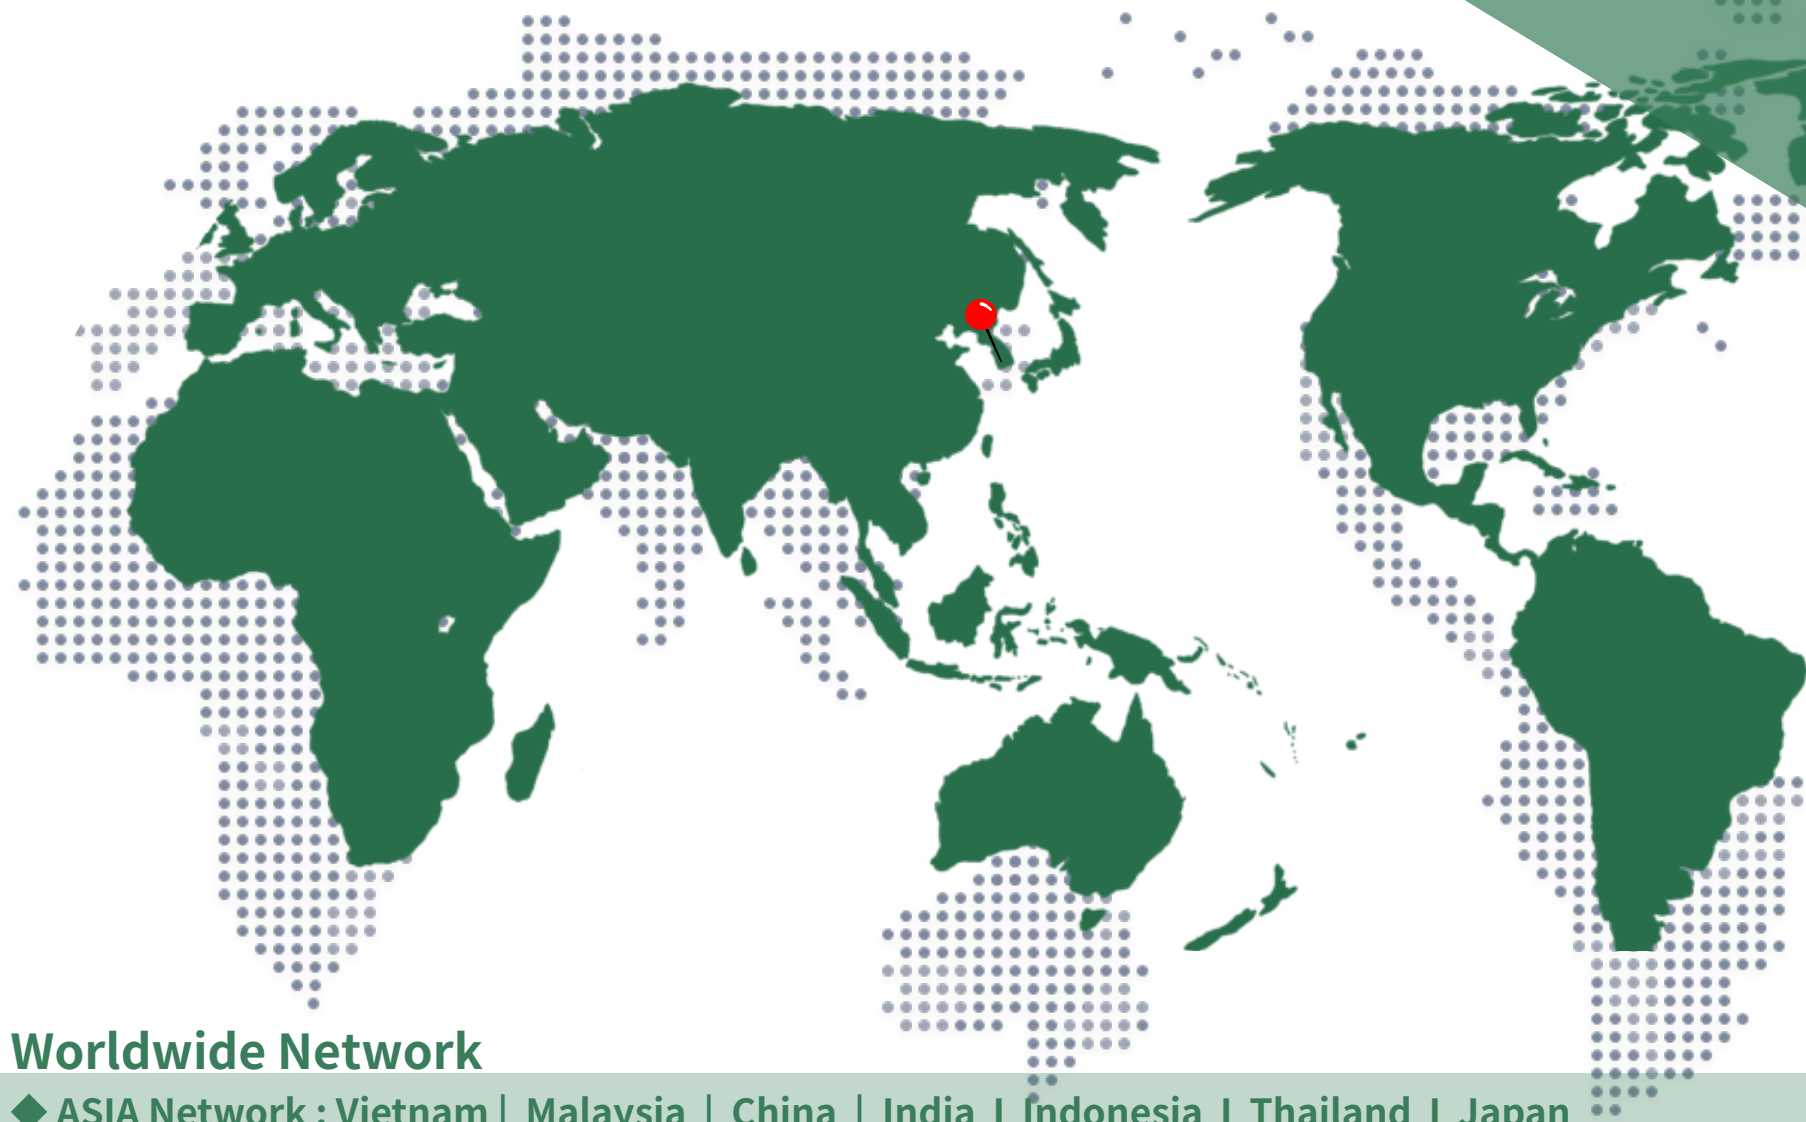 Worldwide Network
◆ ASIA Network : Vietnam | Malaysia | China | India I Indonesia I Thailand I Japan